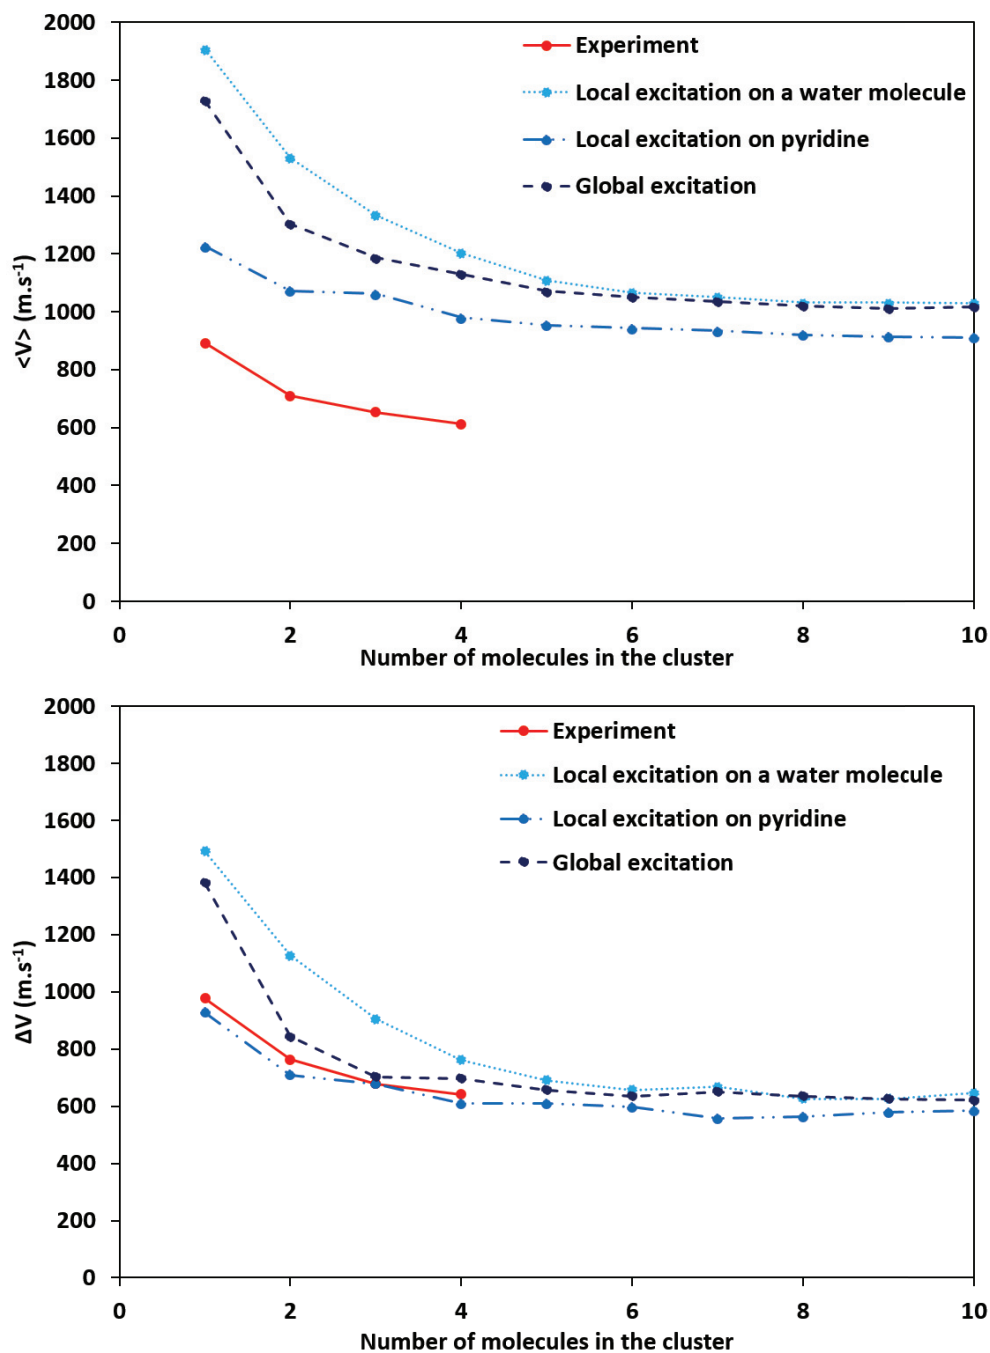 2000
1800
1600
1400
1200
1000
800
600
400
200
0
<V> (m.s-1)
Experiment
Local excitation on a water molecule
Local excitation on pyridine
Global excitation
0 2 4 6 8 10
Number of molecules in the cluster
2000
1800
1600
1400
1200
1000
800
600
400
200
0
ΔV (m.s-1)
Experiment
Local excitation on a water molecule
Local excitation on pyridine
Global excitation
0 2 4 6 8 10
Number of molecules in the cluster